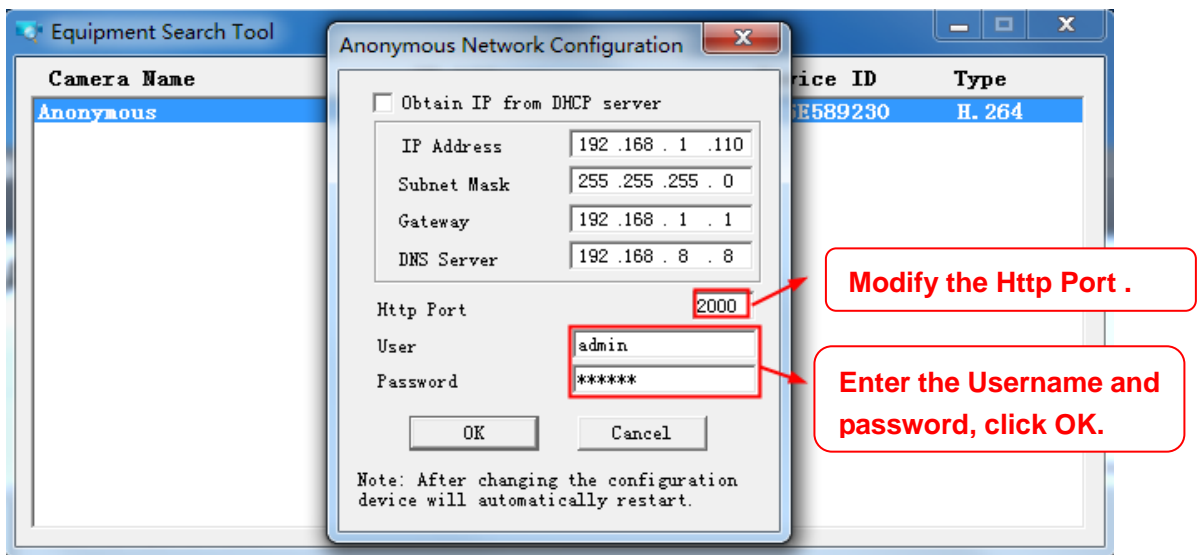 Equipment Search Tool
Anonymous Network Configuration
Camera Name
vice ID Type
Anonymous
5E589230 H.264
Obtain IP from DHCP server
IP Address 192 .168 . 1 .110
Subnet Mask 255 .255 .255 . 0
Gateway 192 .168 . 1 . 1
DNS Server 192 .168 . 8 . 8
Http Port 2000
User admin
Password ******
OK Cancel
Note: After changing the configuration
device will automatically restart.
Modify the Http Port .
Enter the Username and
password, click OK.